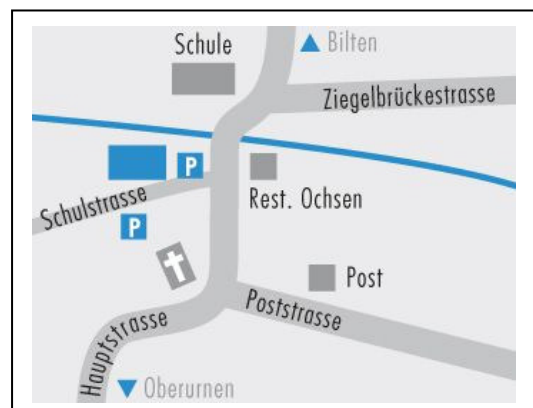 Schule
Bilten
Ziegelbrückestrasse
P
Schulstrasse
Rest. Ochsen
P
Post
Poststrasse
Hauptstrasse
Oberurnen